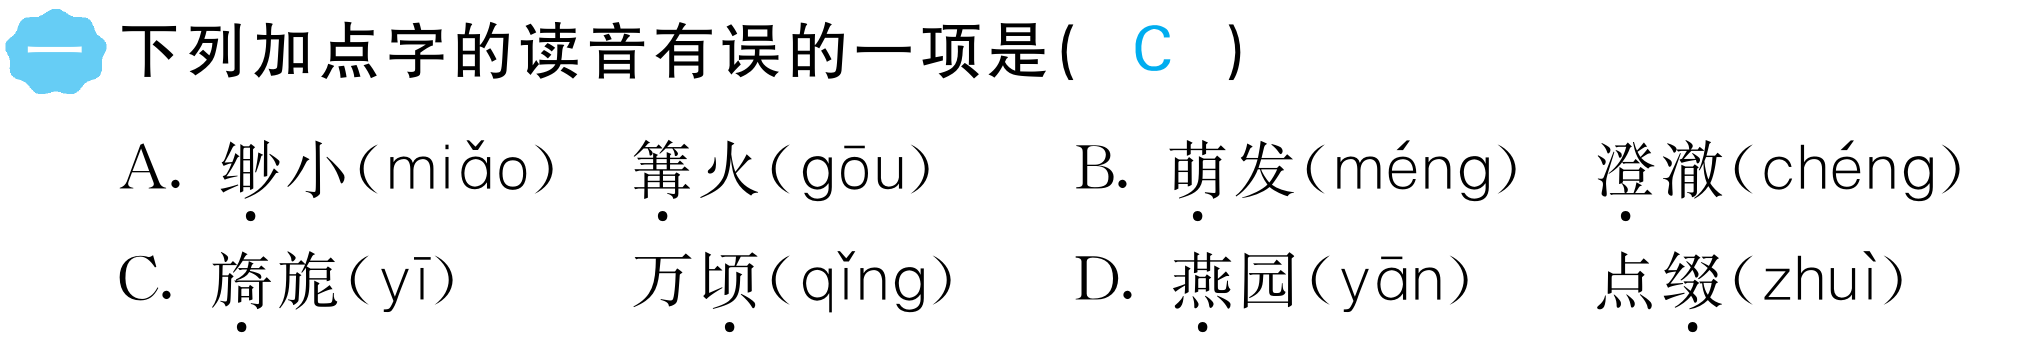 一 下列加点字的读音有误的一项是( C )
A. 缈小(miǎo) 篝火(gōu) B. 萌发(méng) 澄澈(chéng)
C. 旖旎(yī) 万顷(qǐng) D. 燕园(yān) 点缀(zhuì)